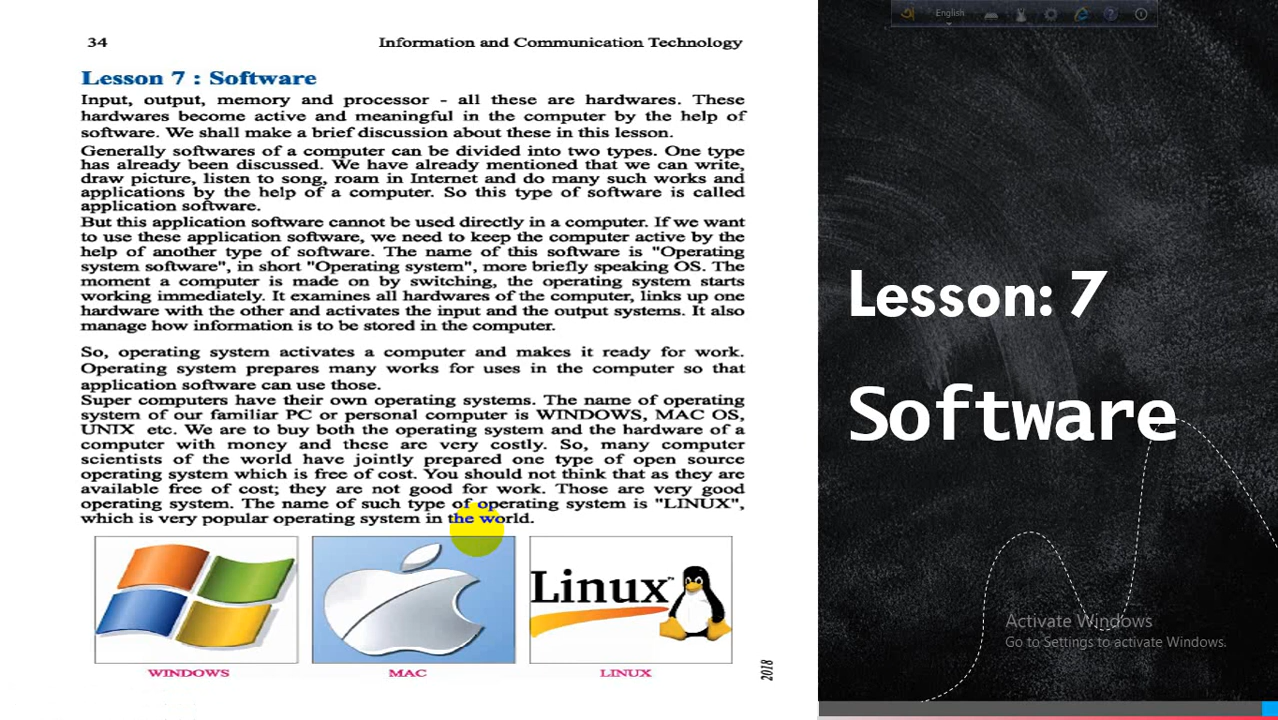 34
Information and Communication Technology
Lesson 7 : Software
Input, output, memory and processor - all these are hardwares. These
hardwares become active and meaningful in the computer by the help of
software. We shall make a brief discussion about these in this lesson.
Generally softwares of a computer can be divided into two types. One type
has already been discussed. We have already mentioned that we can write,
draw picture, listen to song, roam in Internet and do many such works and
applications by the help of a computer. So this type of software is called
application software.
But this application software cannot be used directly in a computer. If we want
to use these application software, we need to keep the computer active by the
help of another type of software. The name of this software is "Operating
system software", in short "Operating system", more briefly speaking OS. The
moment a computer is made on by switching, the operating system starts
working immediately. It examines all hardwares of the computer, links up one
hardware with the other and activates the input and the output systems. It also
manage how information is to be stored in the computer.
So, operating system activates a computer and makes it ready for work.
Operating system prepares many works for uses in the computer so that
application software can use those.
Super computers have their own operating systems. The name of operating
system of our familiar PC or personal computer is WINDOWS, MAC OS,
UNIX etc. We are to buy both the operating system and the hardware of a
computer with money and these are very costly. So, many computer
scientists of the world have jointly prepared one type of open source
operating system which is free of cost. You should not think that as they are
available free of cost; they are not good for work. Those are very good
operating system. The name of such type of operating system is "LINUX",
which is very popular operating system in the world.
Linux™
WINDOWS
MAC
LINUX
2018
অ
English
Lesson: 7
Software
Activate Windows
Go to Settings to activate Windows.